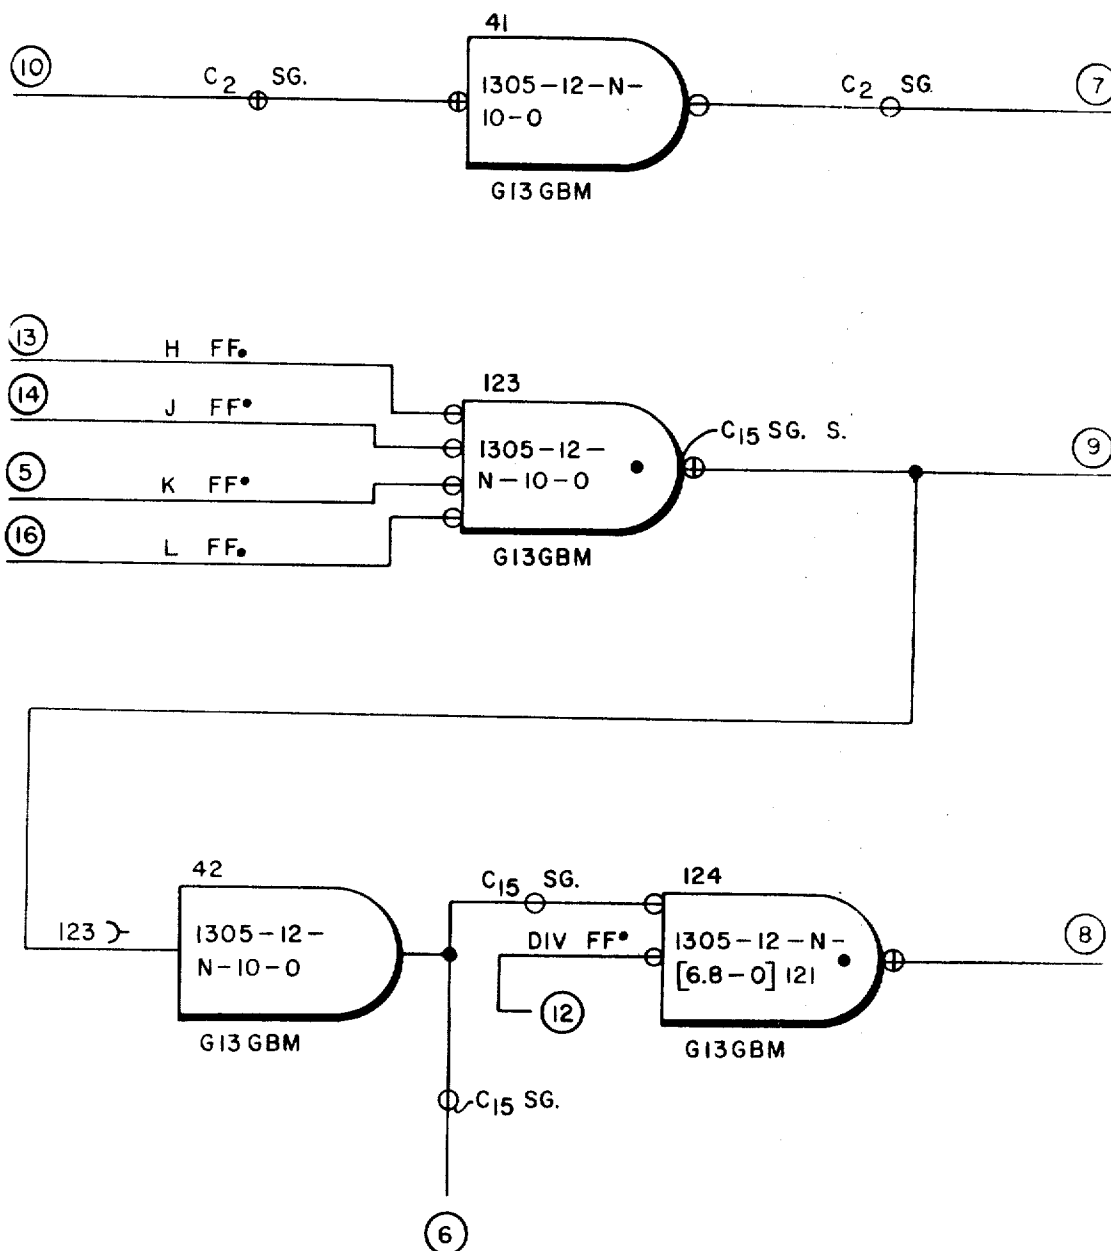 41
10
C2 SG.
1305-12-N-
10-0
C2 SG.
7
G13GBM
13
H FF•
14
J FF•
123
C15 SG. S.
1305-12-
N-10-0
9
5
K FF•
16
L FF•
G13GBM
42
C15 SG.
124
123
1305-12-
N-10-0
DIV FF•
1305-12-N-
[6.8-0] 121
8
12
G13GBM
G13GBM
C15 SG.
6